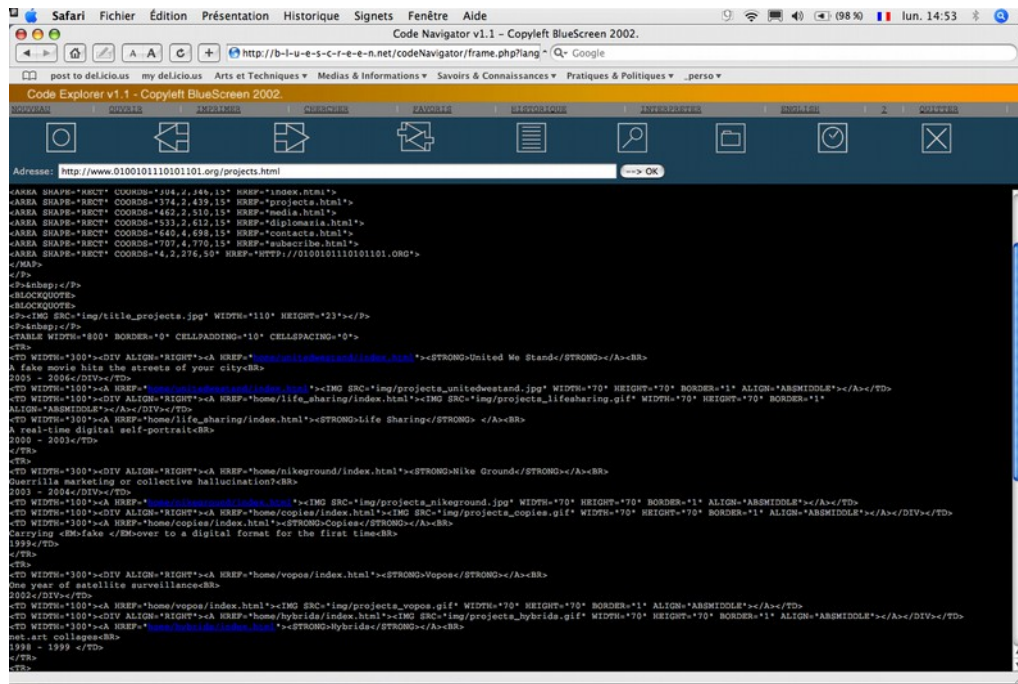 Safari Fichier Édition Présentation Historique Signets Fenêtre Aide (98 %) lun. 14:53
Code Navigator v1.1 - Copyleft BlueScreen 2002.
A A C + http://b-l-u-e-s-c-r-e-e-n.net/codeNavigator/frame.php?lang Google
post to del.icio.us my del.icio.us Arts et Techniques Medias & Informations Savoirs & Connaissances Pratiques & Politiques _perso
Code Explorer v1.1 - Copyleft BlueScreen 2002.
NOUVEAU | OUVRIR | IMPRIMER | CHERCHER | FAVORIS | HISTORIQUE | INTERPRETER | ENGLISH | ? | QUITTER
Adresse: http://www.0100101110101101.org/projects.html --> OK
<AREA SHAPE="RECT" COORDS="304,2,346,15" HREF="index.html">
<AREA SHAPE="RECT" COORDS="374,2,439,15" HREF="projects.html">
<AREA SHAPE="RECT" COORDS="462,2,510,15" HREF="media.html">
<AREA SHAPE="RECT" COORDS="533,2,612,15" HREF="diplomazia.html">
<AREA SHAPE="RECT" COORDS="640,4,698,15" HREF="contacts.html">
<AREA SHAPE="RECT" COORDS="707,4,770,15" HREF="subscribe.html">
<AREA SHAPE="RECT" COORDS="4,2,276,50" HREF="HTTP://0100101110101101.ORG">
</MAP>
</P>
<P>&nbsp;</P>
<BLOCKQUOTE>
<BLOCKQUOTE>
<P><IMG SRC="img/title_projects.jpg" WIDTH="110" HEIGHT="23"></P>
<P>&nbsp;</P>
<TABLE WIDTH="800" BORDER="0" CELLPADDING="10" CELLSPACING="0">
<TR>
<TD WIDTH="300"><DIV ALIGN="RIGHT"><A HREF="home/unitedwestand/index.html"><STRONG>United We Stand</STRONG></A><BR>
A fake movie hits the streets of your city<BR>
2005 - 2006</DIV></TD>
<TD WIDTH="100"><A HREF="home/unitedwestand/index.html"><IMG SRC="img/projects_unitedwestand.jpg" WIDTH="70" HEIGHT="70" BORDER="1" ALIGN="ABSMIDDLE"></A></TD>
<TD WIDTH="100"><DIV ALIGN="RIGHT"><A HREF="home/life_sharing/index.html"><IMG SRC="img/projects_lifesharing.gif" WIDTH="70" HEIGHT="70" BORDER="1"
ALIGN="ABSMIDDLE"></A></DIV></TD>
<TD WIDTH="300"><A HREF="home/life_sharing/index.html"><STRONG>Life Sharing</STRONG> </A><BR>
A real-time digital self-portrait<BR>
2000 - 2003</TD>
</TR>
<TR>
<TD WIDTH="300"><DIV ALIGN="RIGHT"><A HREF="home/nikeground/index.html"><STRONG>Nike Ground</STRONG></A><BR>
Guerrilla marketing or collective hallucination?<BR>
2003 - 2004</DIV></TD>
<TD WIDTH="100"><A HREF="home/nikeground/index.html"><IMG SRC="img/projects_nikeground.jpg" WIDTH="70" HEIGHT="70" BORDER="1" ALIGN="ABSMIDDLE"></A></TD>
<TD WIDTH="100"><DIV ALIGN="RIGHT"><A HREF="home/copies/index.html"><IMG SRC="img/projects_copies.gif" WIDTH="70" HEIGHT="70" BORDER="1" ALIGN="ABSMIDDLE"></A></DIV></TD>
<TD WIDTH="300"><A HREF="home/copies/index.html"><STRONG>Copies</STRONG></A><BR>
Carrying <EM>fake </EM>over to a digital format for the first time<BR>
1999</TD>
</TR>
<TR>
<TD WIDTH="300"><DIV ALIGN="RIGHT"><A HREF="home/vopos/index.html"><STRONG>Vopos</STRONG></A><BR>
One year of satellite surveillance<BR>
2002</DIV></TD>
<TD WIDTH="100"><A HREF="home/vopos/index.html"><IMG SRC="img/projects_vopos.gif" WIDTH="70" HEIGHT="70" BORDER="1" ALIGN="ABSMIDDLE"></A></TD>
<TD WIDTH="100"><DIV ALIGN="RIGHT"><A HREF="home/hybrids/index.html"><IMG SRC="img/projects_hybrids.gif" WIDTH="70" HEIGHT="70" BORDER="1" ALIGN="ABSMIDDLE"></A></DIV></TD>
<TD WIDTH="300"><A HREF="home/hybrids/index.html"><STRONG>Hybrids</STRONG></A><BR>
net.art collages<BR>
1998 - 1999 </TD>
</TR>
<TR>